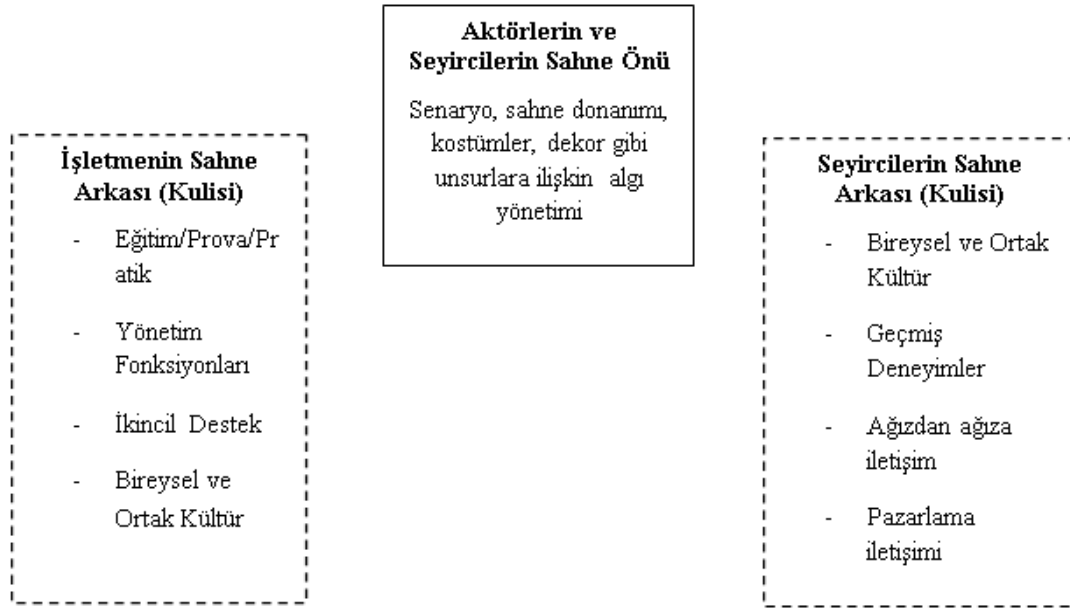 Aktörlerin ve
Seyircilerin Sahne Önü
Senaryo, sahne donanımı,
kostümler, dekor gibi
unsurlara ilişkin algı
yönetimi
İşletmenin Sahne
Arkası (Kulisi)
- Eğitim/Prova/Pr
atik
- Yönetim
Fonksiyonları
- İkincil Destek
- Bireysel ve
Ortak Kültür
Seyircilerin Sahne
Arkası (Kulisi)
- Bireysel ve Ortak
Kültür
- Geçmiş
Deneyimler
- Ağızdan ağıza
iletişim
- Pazarlama
iletişimi